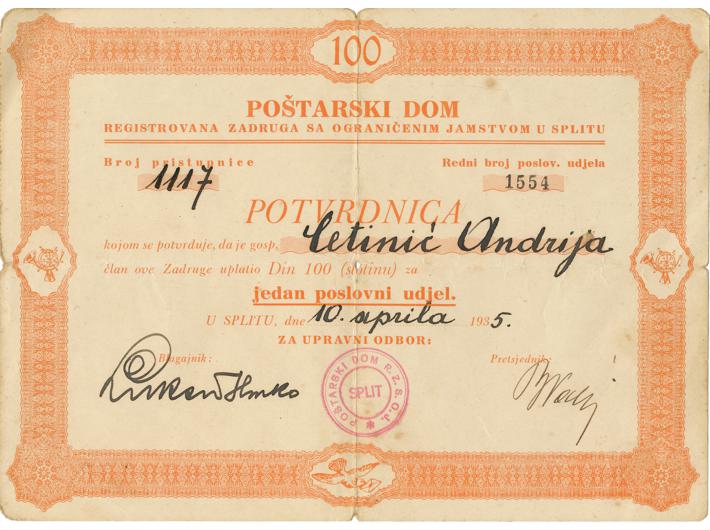 100
POŠTARSKI DOM
REGISTROVANA ZADRUGA SA OGRANIČENIM JAMSTVOM U SPLITU
Broj pristupnice
1117
Redni broj poslov. udjela
1554
POTVRDNICA
kojom se potvrduje, da je gosp. Cetinić Andrija
član ove Zadruge uplatio Din 100 (stotinu) za
jedan poslovni udjel.
U SPLITU, dne 10. aprila 1935.
ZA UPRAVNI ODBOR:
Blagajnik:
Pretsjednik:
POŠTARSKI DOM R. Z. S. O. J.
SPLIT